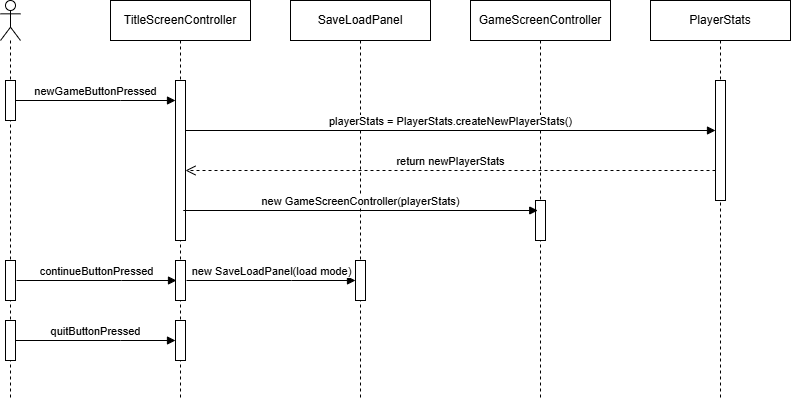 TitleScreenController
SaveLoadPanel
GameScreenController
PlayerStats
newGameButtonPressed
playerStats = PlayerStats.createNewPlayerStats()
return newPlayerStats
new GameScreenController(playerStats)
continueButtonPressed
new SaveLoadPanel(load mode)
quitButtonPressed